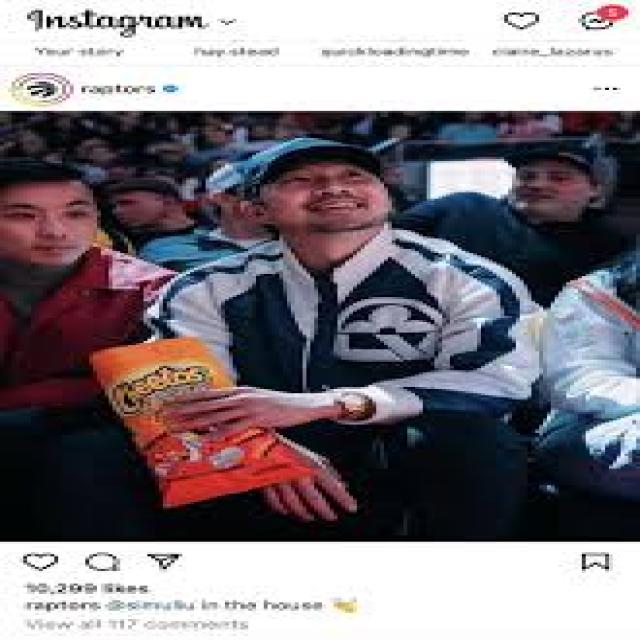 Instagram
5
Your story hay.stead quickloadingtime claire_lazarus
raptors
Cheetos
10,299 likes
raptors @simuliu in the house 👋
View all 117 comments